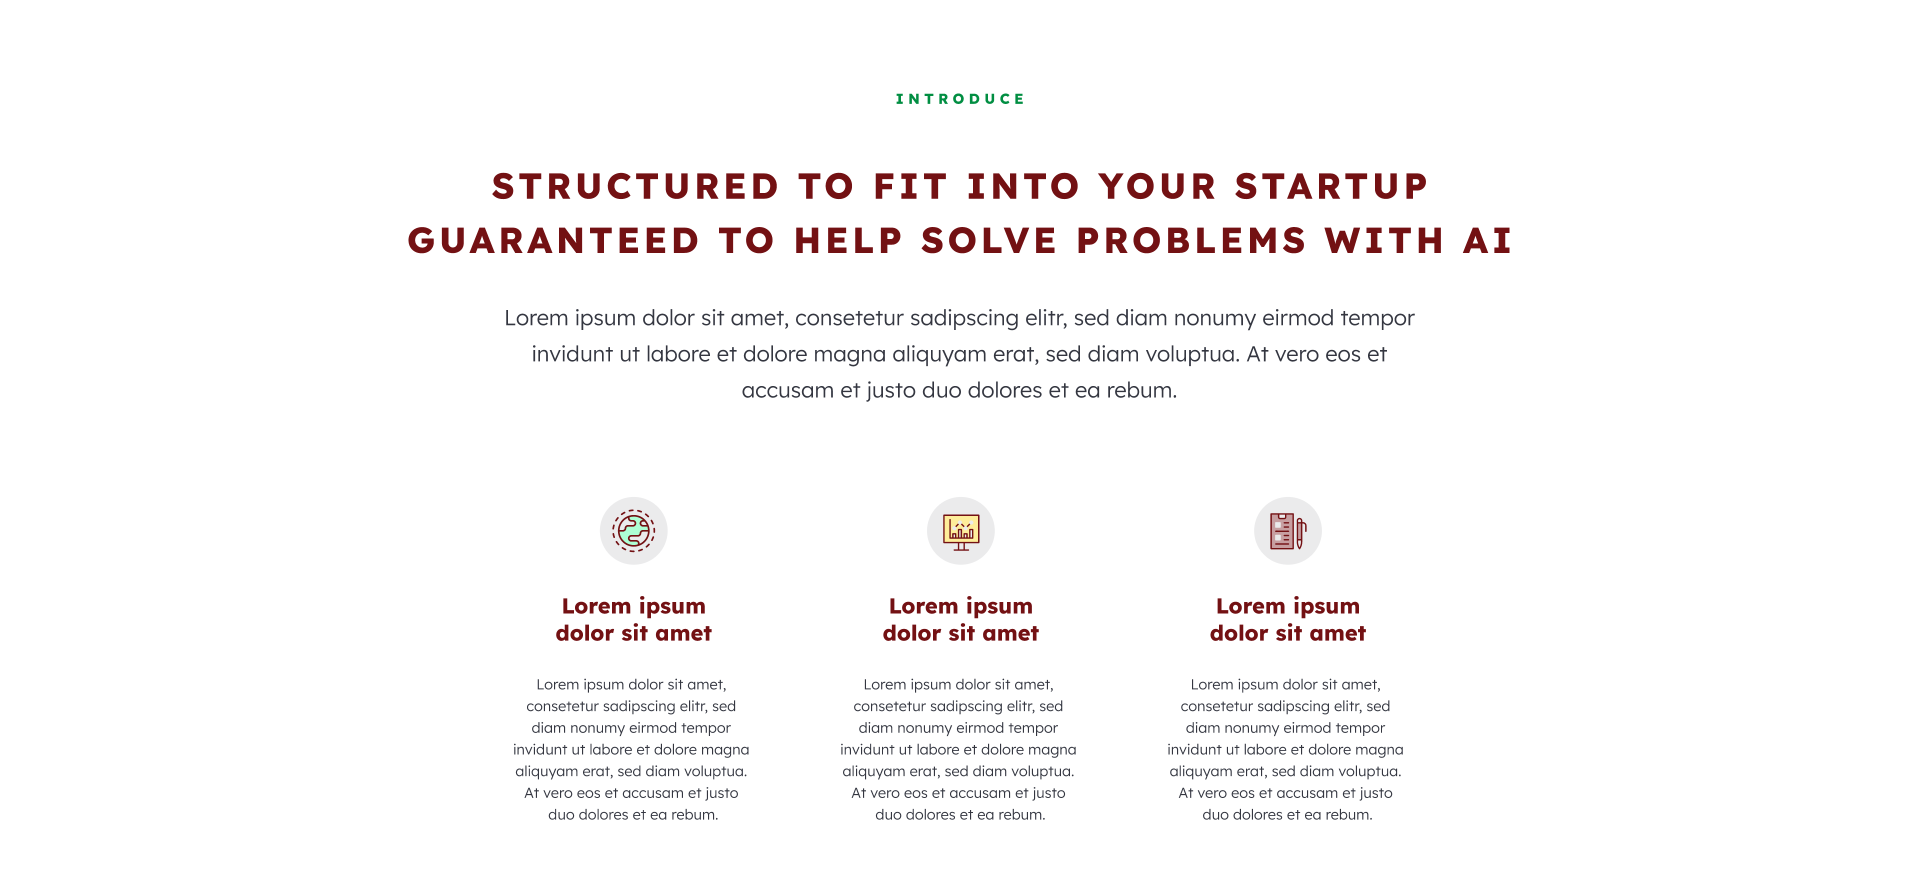 INTRODUCE
STRUCTURED TO FIT INTO YOUR STARTUP
GUARANTEED TO HELP SOLVE PROBLEMS WITH AI
Lorem ipsum dolor sit amet, consetetur sadipscing elitr, sed diam nonumy eirmod tempor
invidunt ut labore et dolore magna aliquyam erat, sed diam voluptua. At vero eos et
accusam et justo duo dolores et ea rebum.
Lorem ipsum
dolor sit amet
Lorem ipsum dolor sit amet,
consetetur sadipscing elitr, sed
diam nonumy eirmod tempor
invidunt ut labore et dolore magna
aliquyam erat, sed diam voluptua.
At vero eos et accusam et justo
duo dolores et ea rebum.
Lorem ipsum
dolor sit amet
Lorem ipsum dolor sit amet,
consetetur sadipscing elitr, sed
diam nonumy eirmod tempor
invidunt ut labore et dolore magna
aliquyam erat, sed diam voluptua.
At vero eos et accusam et justo
duo dolores et ea rebum.
Lorem ipsum
dolor sit amet
Lorem ipsum dolor sit amet,
consetetur sadipscing elitr, sed
diam nonumy eirmod tempor
invidunt ut labore et dolore magna
aliquyam erat, sed diam voluptua.
At vero eos et accusam et justo
duo dolores et ea rebum.